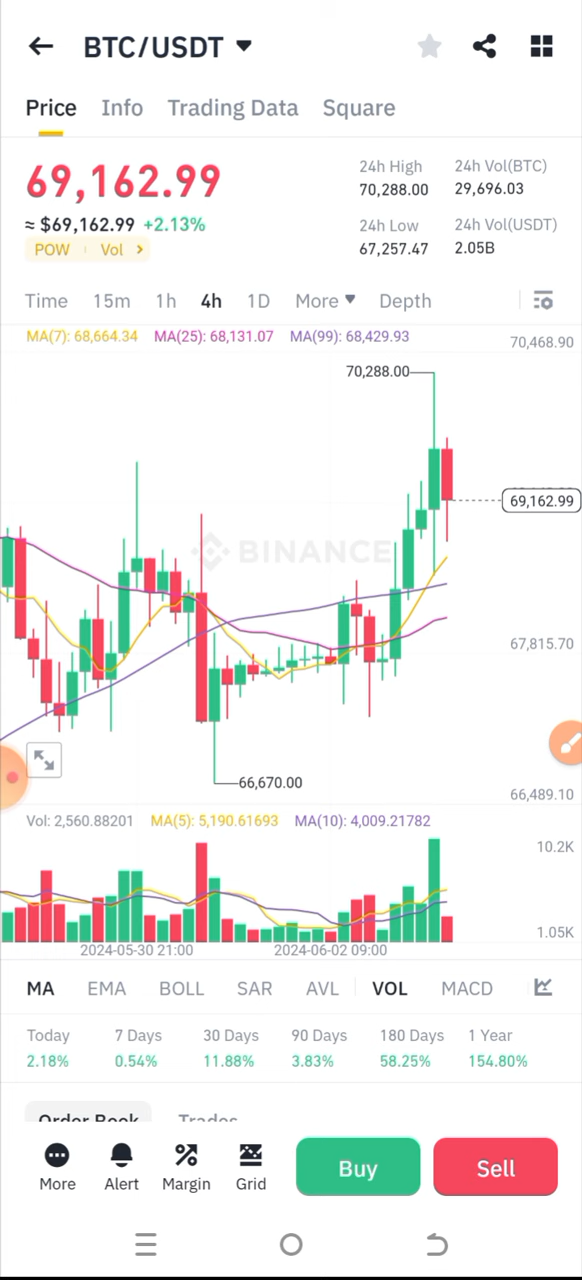 BTC/USDT
Price Info Trading Data Square
69,162.99
≈ $69,162.99 +2.13%
POW Vol
24h High
70,288.00
24h Vol(BTC)
29,696.03
24h Low
67,257.47
24h Vol(USDT)
2.05B
Time 15m 1h 4h 1D More Depth
MA(7): 68,664.34 MA(25): 68,131.07 MA(99): 68,429.93
70,468.90
70,288.00
69,162.99
BINANCE
67,815.70
66,670.00
66,489.10
Vol: 2,560.88201 MA(5): 5,190.61693 MA(10): 4,009.21782
10.2K
1.05K
2024-05-30 21:00 2024-06-02 09:00
MA EMA BOLL SAR AVL VOL MACD
Today 7 Days 30 Days 90 Days 180 Days 1 Year
2.18% 0.54% 11.88% 3.83% 58.25% 154.80%
Order Book Trades
More Alert Margin Grid Buy Sell